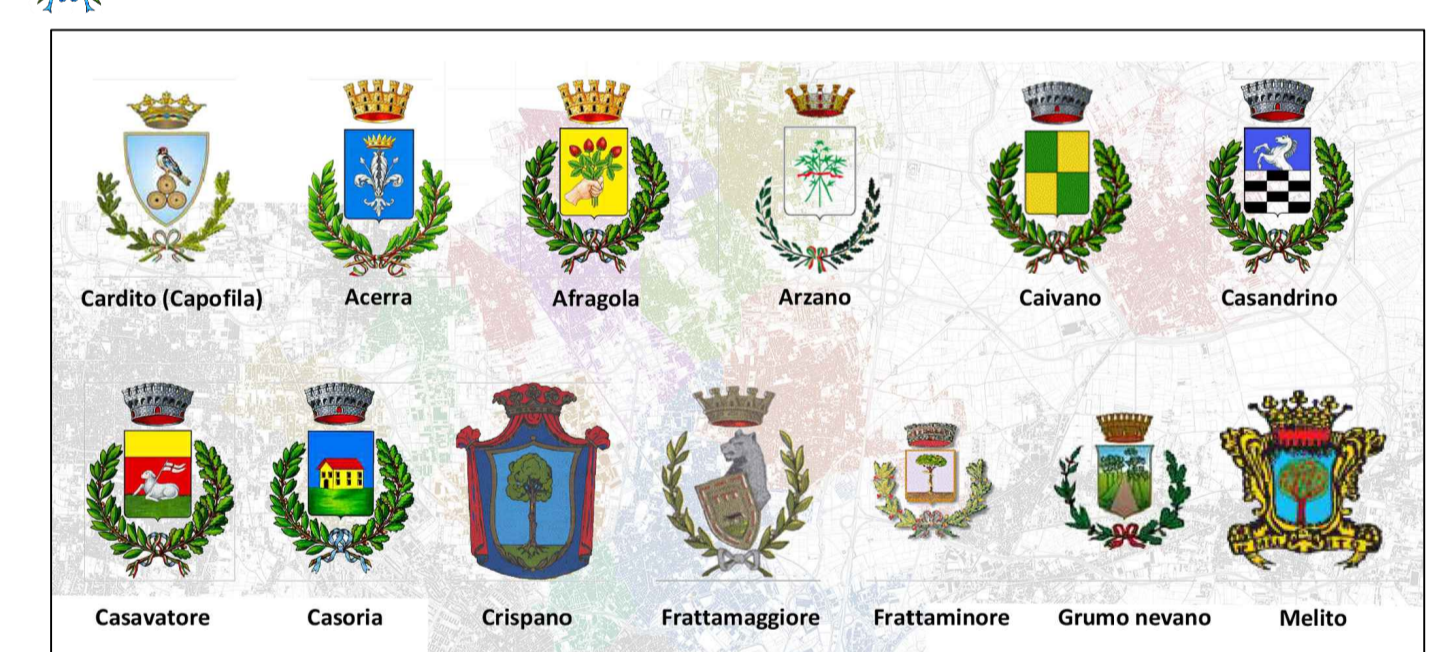 Cardito (Capofila) Acerra Afragola Arzano Caivano Casandrino
Casavatore Casoria Crispano Frattamaggiore Frattaminore Grumo nevano Melito